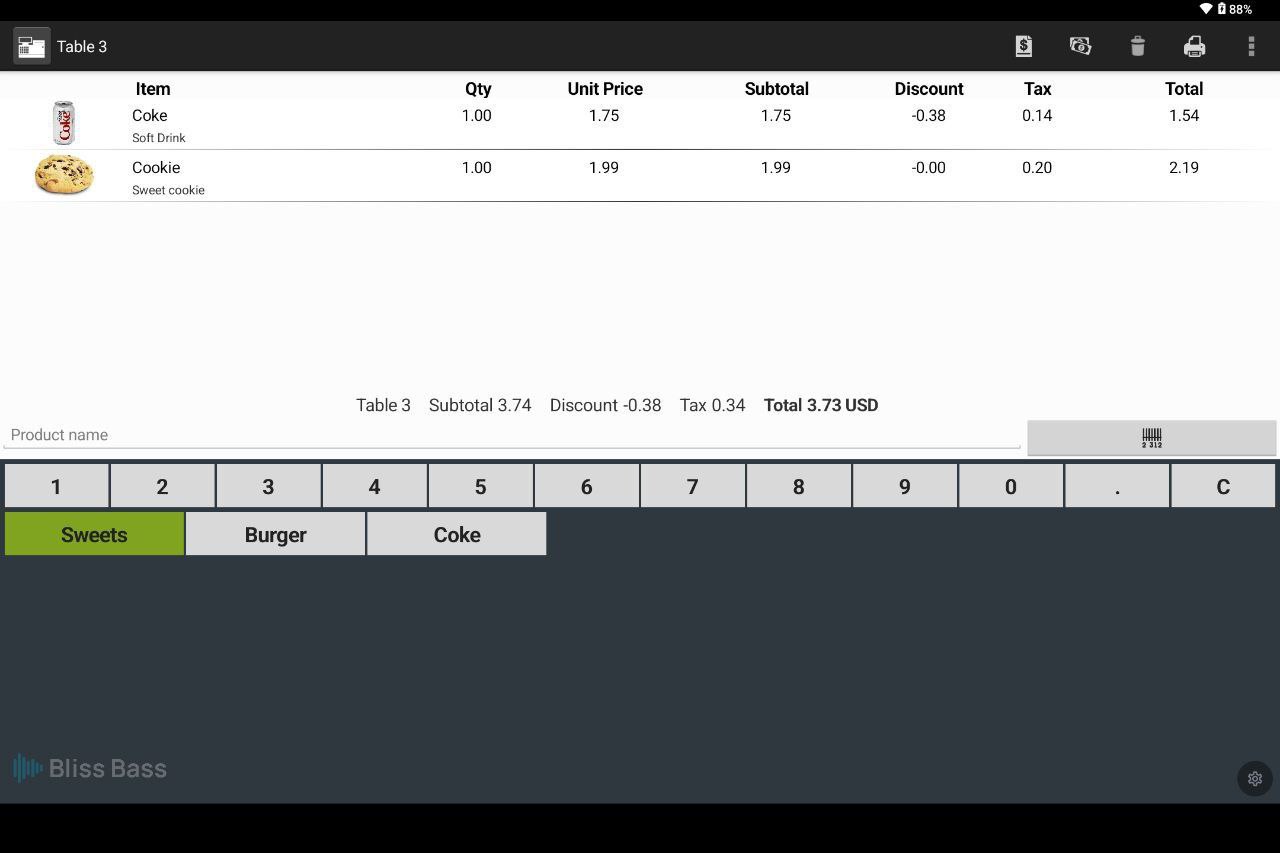 88%
Table 3
Item Qty Unit Price Subtotal Discount Tax Total
Coke 1.00 1.75 1.75 -0.38 0.14 1.54
Soft Drink
Cookie 1.00 1.99 1.99 -0.00 0.20 2.19
Sweet cookie
Table 3 Subtotal 3.74 Discount -0.38 Tax 0.34 Total 3.73 USD
Product name
2 312
1 2 3 4 5 6 7 8 9 0 . C
Sweets Burger Coke
Bliss Bass